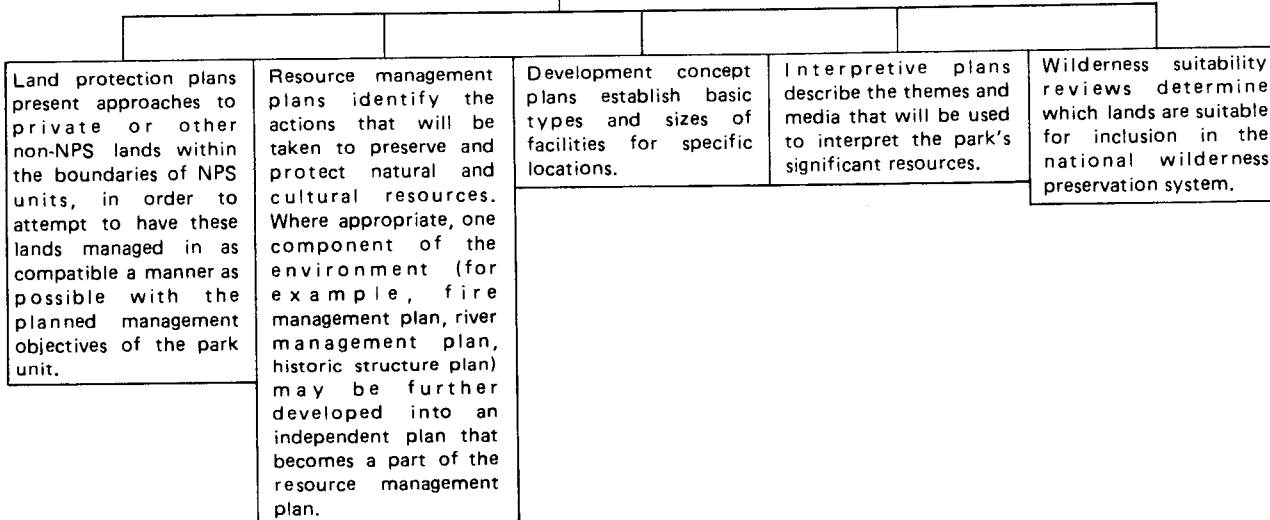 Land protection plans
present approaches to
private or other
non-NPS lands within
the boundaries of NPS
units, in order to
attempt to have these
lands managed in as
compatible a manner as
possible with the
planned management
objectives of the park
unit.
Resource management
plans identify the
actions that will be
taken to preserve and
protect natural and
cultural resources.
Where appropriate, one
component of the
environment (for
example, fire
management plan, river
management plan,
historic structure plan)
may be further
developed into an
independent plan that
becomes a part of the
resource management
plan.
Development concept
plans establish basic
types and sizes of
facilities for specific
locations.
Interpretive plans
describe the themes and
media that will be used
to interpret the park's
significant resources.
Wilderness suitability
reviews determine
which lands are suitable
for inclusion in the
national wilderness
preservation system.